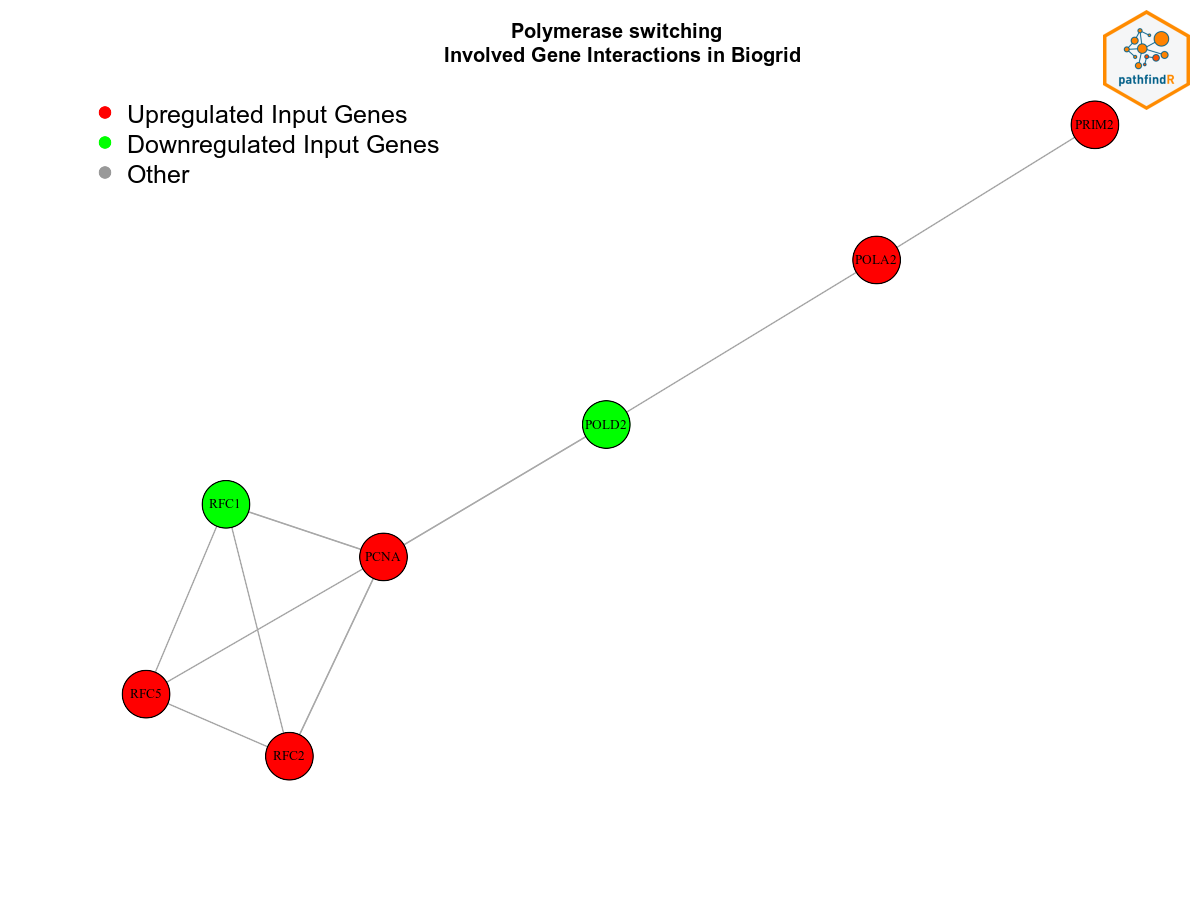 Polymerase switching
Involved Gene Interactions in Biogrid
pathfindR
Upregulated Input Genes
Downregulated Input Genes
Other
PRIM2
POLA2
POLD2
RFC1
PCNA
RFC5
RFC2